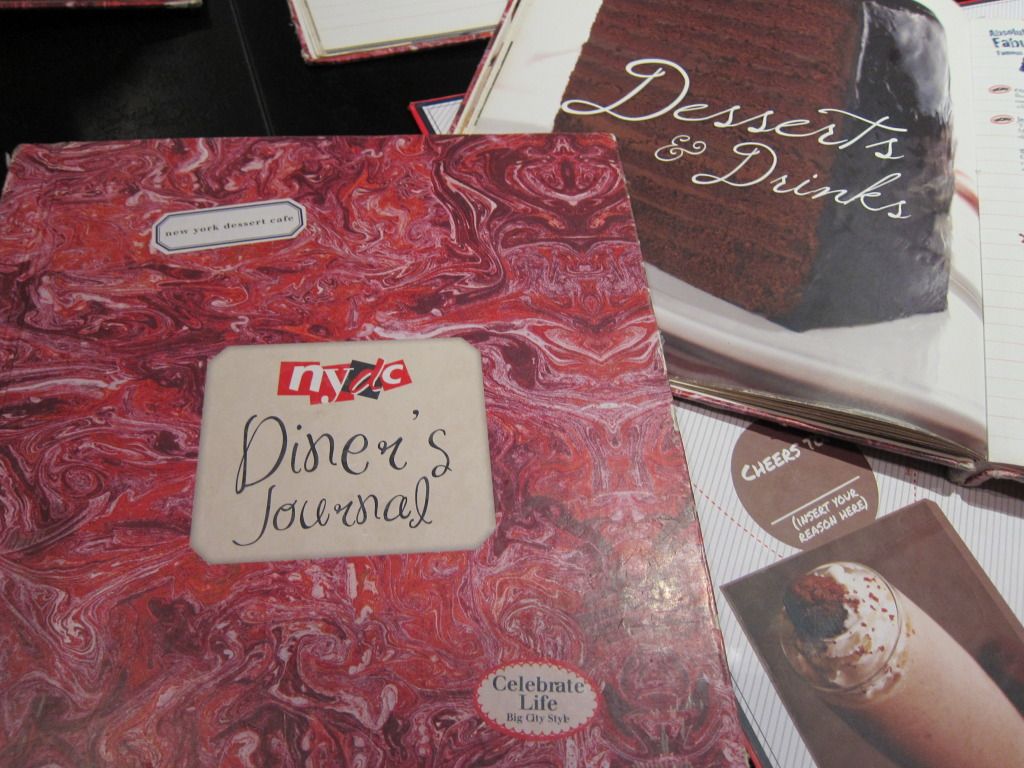 new york dessert cafe
nydc
Diner's
Journal
Celebrate
Life
Big City Style
Desserts
& Drinks
CHEERS TO
(INSERT YOUR
REASON HERE)